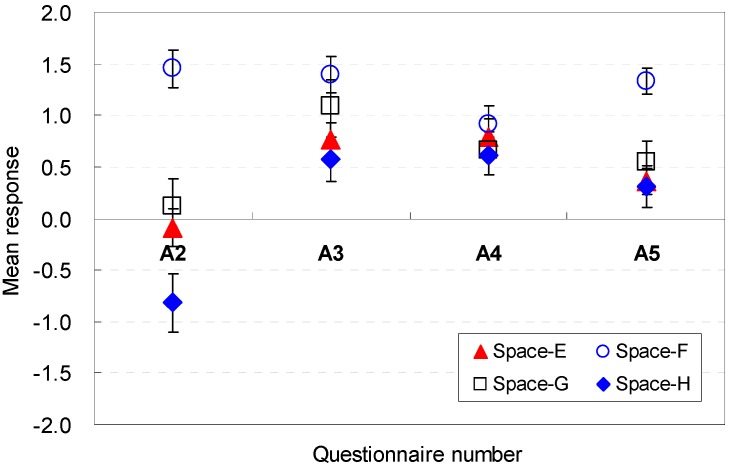 2.0
1.5
1.0
0.5
0.0
-0.5
-1.0
-1.5
-2.0
Mean response
A2 A3 A4 A5
Space-E Space-F
Space-G Space-H
Questionnaire number